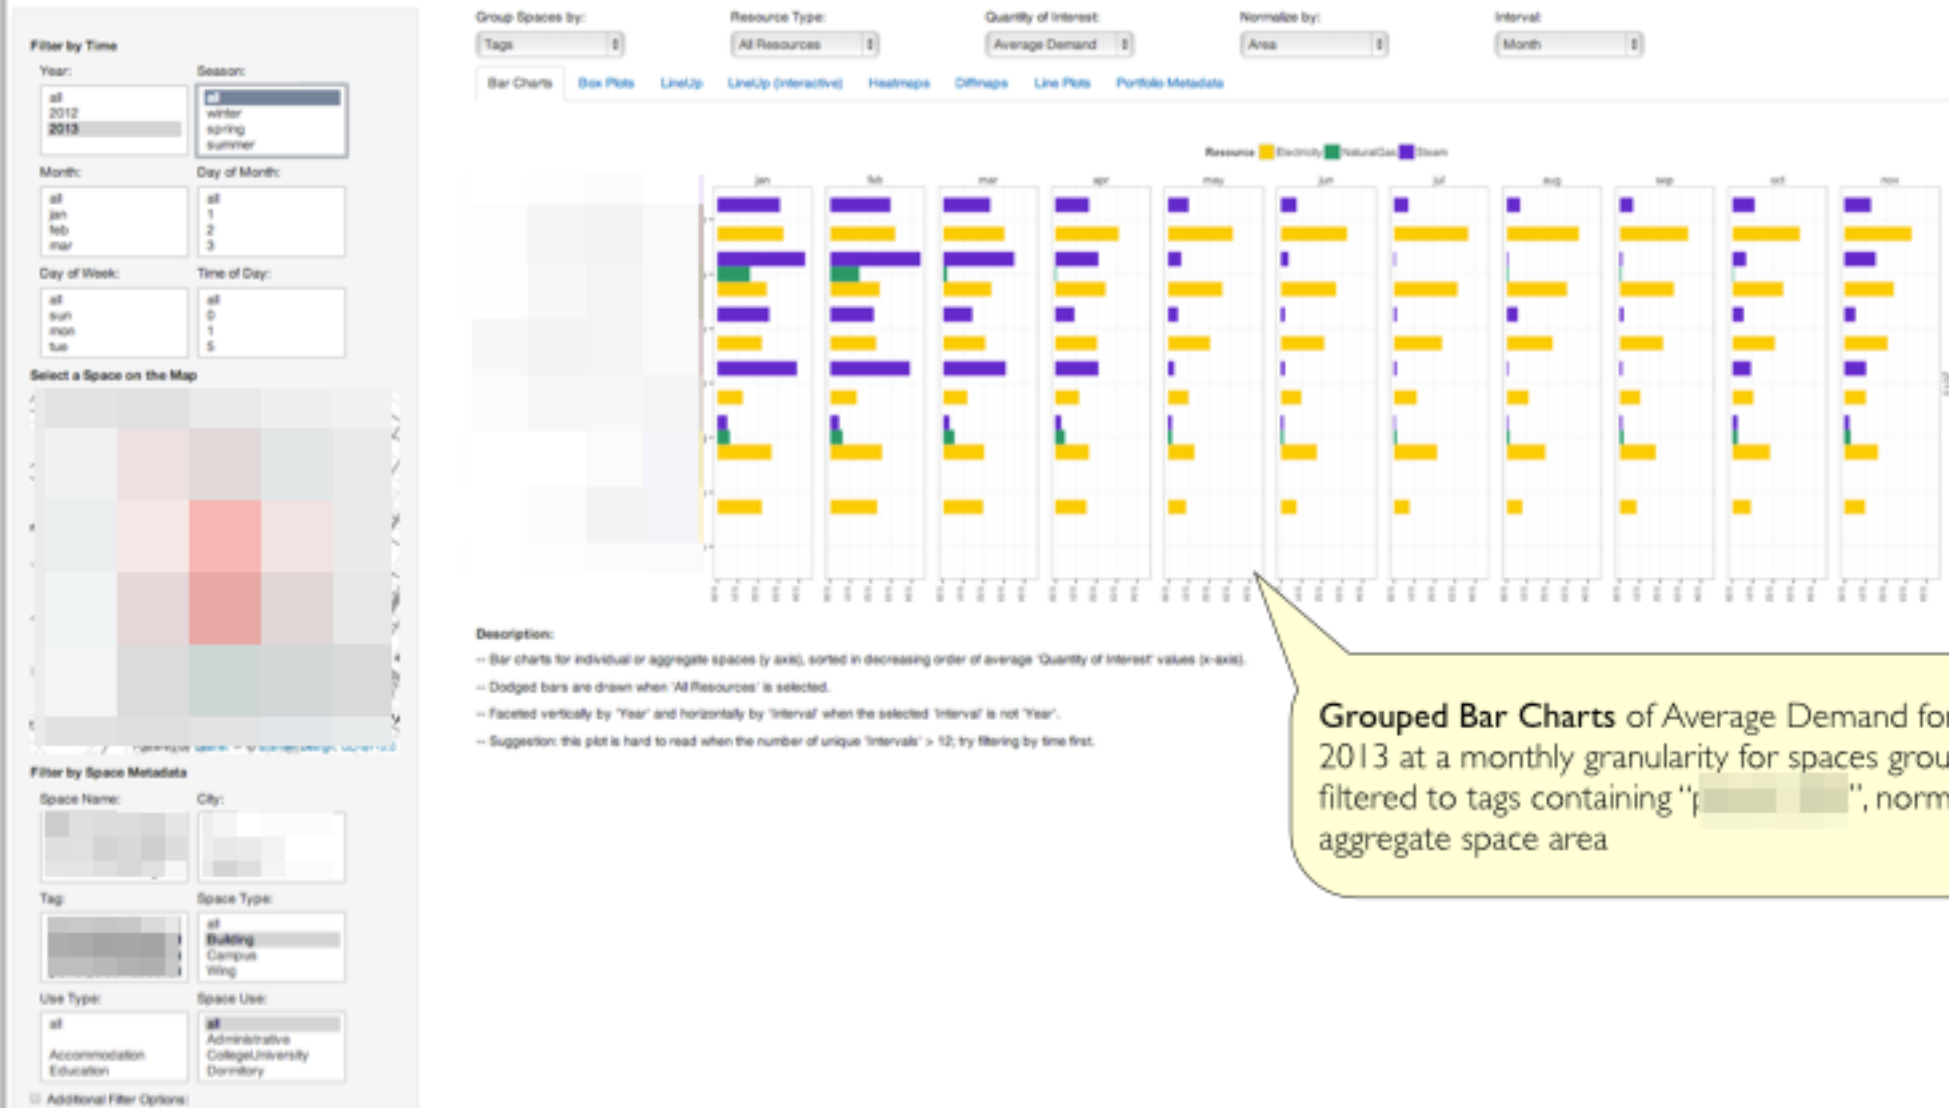 Filter by Time
Year: Season:
all all
2012 winter
2013 spring
summer
Month: Day of Month:
all all
jan 1
feb 2
mar 3
Day of Week: Time of Day:
all all
sun 0
mon 1
tue 5
Select a Space on the Map
Filter by Space Metadata
Space Name: City:
Tag: Space Type:
all
Building
Campus
Wing
Use Type: Space Use:
all all
Administrative
Accommodation CollegeUniversity
Education Dormitory
Additional Filter Options:
Group Spaces by: Resource Type: Quantity of Interest: Normalize by: Interval:
Tags All Resources Average Demand Area Month
Bar Charts Box Plots LineUp LineUp (Interactive) Heatmaps Diffmaps Line Plots Portfolio Metadata
Resource Electricity NaturalGas Steam
jan feb mar apr may jun jul aug sep oct nov
Description:
-- Bar charts for individual or aggregate spaces (y axis), sorted in decreasing order of average 'Quantity of Interest' values (x-axis).
-- Dodged bars are drawn when 'All Resources' is selected.
-- Faceted vertically by 'Year' and horizontally by 'Interval' when the selected 'Interval' is not 'Year'.
-- Suggestion: this plot is hard to read when the number of unique 'Intervals' > 12; try filtering by time first.
Grouped Bar Charts of Average Demand for
2013 at a monthly granularity for spaces grou
filtered to tags containing "p ", norm
aggregate space area